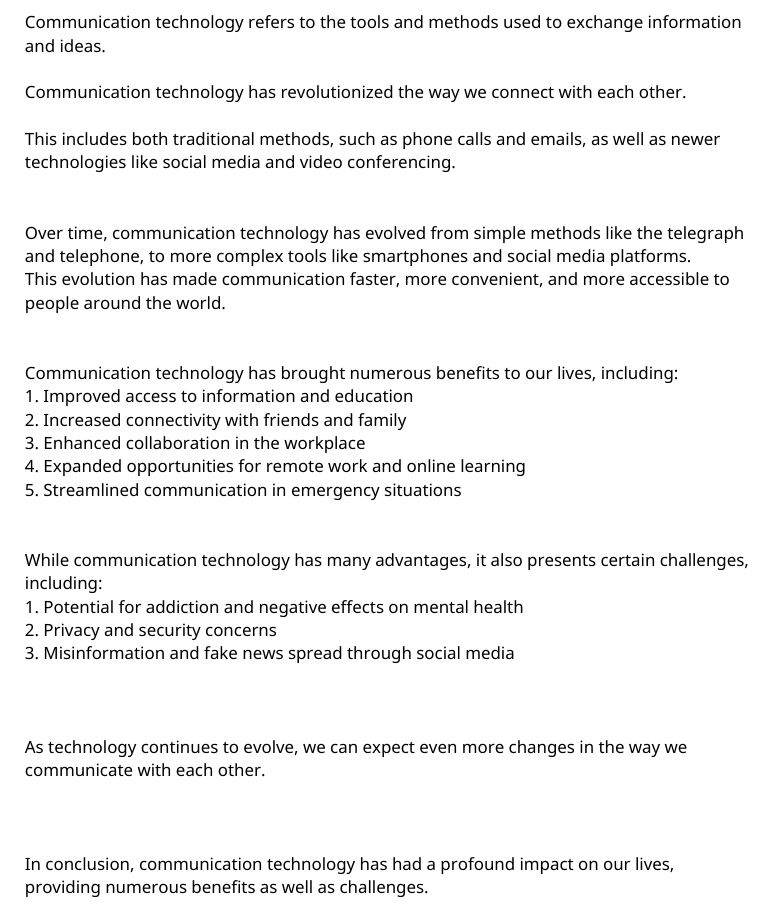 Communication technology refers to the tools and methods used to exchange information
and ideas.
Communication technology has revolutionized the way we connect with each other.
This includes both traditional methods, such as phone calls and emails, as well as newer
technologies like social media and video conferencing.
Over time, communication technology has evolved from simple methods like the telegraph
and telephone, to more complex tools like smartphones and social media platforms.
This evolution has made communication faster, more convenient, and more accessible to
people around the world.
Communication technology has brought numerous benefits to our lives, including:
1. Improved access to information and education
2. Increased connectivity with friends and family
3. Enhanced collaboration in the workplace
4. Expanded opportunities for remote work and online learning
5. Streamlined communication in emergency situations
While communication technology has many advantages, it also presents certain challenges,
including:
1. Potential for addiction and negative effects on mental health
2. Privacy and security concerns
3. Misinformation and fake news spread through social media
As technology continues to evolve, we can expect even more changes in the way we
communicate with each other.
In conclusion, communication technology has had a profound impact on our lives,
providing numerous benefits as well as challenges.